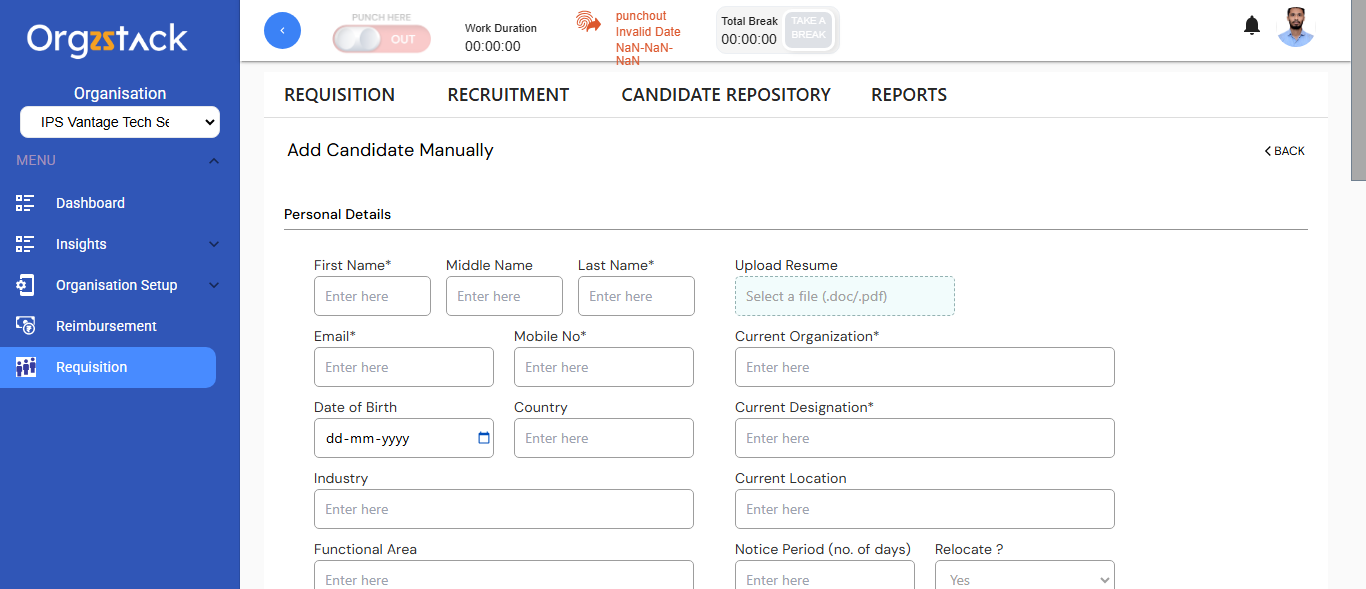 Orgzstack
PUNCH HERE
OUT
Work Duration
00:00:00
punchout
Invalid Date
NaN-NaN-
NaN
Total Break
00:00:00
TAKE A
BREAK
Organisation
IPS Vantage Tech Se
MENU
Dashboard
Insights
Organisation Setup
Reimbursement
Requisition
REQUISITION RECRUITMENT CANDIDATE REPOSITORY REPORTS
Add Candidate Manually
BACK
Personal Details
First Name* Middle Name Last Name* Upload Resume
Enter here Enter here Enter here Select a file (.doc/.pdf)
Email* Mobile No* Current Organization*
Enter here Enter here Enter here
Date of Birth Country Current Designation*
dd-mm-yyyy Enter here Enter here
Industry Current Location
Enter here Enter here
Functional Area Notice Period (no. of days) Relocate ?
Enter here Enter here Yes